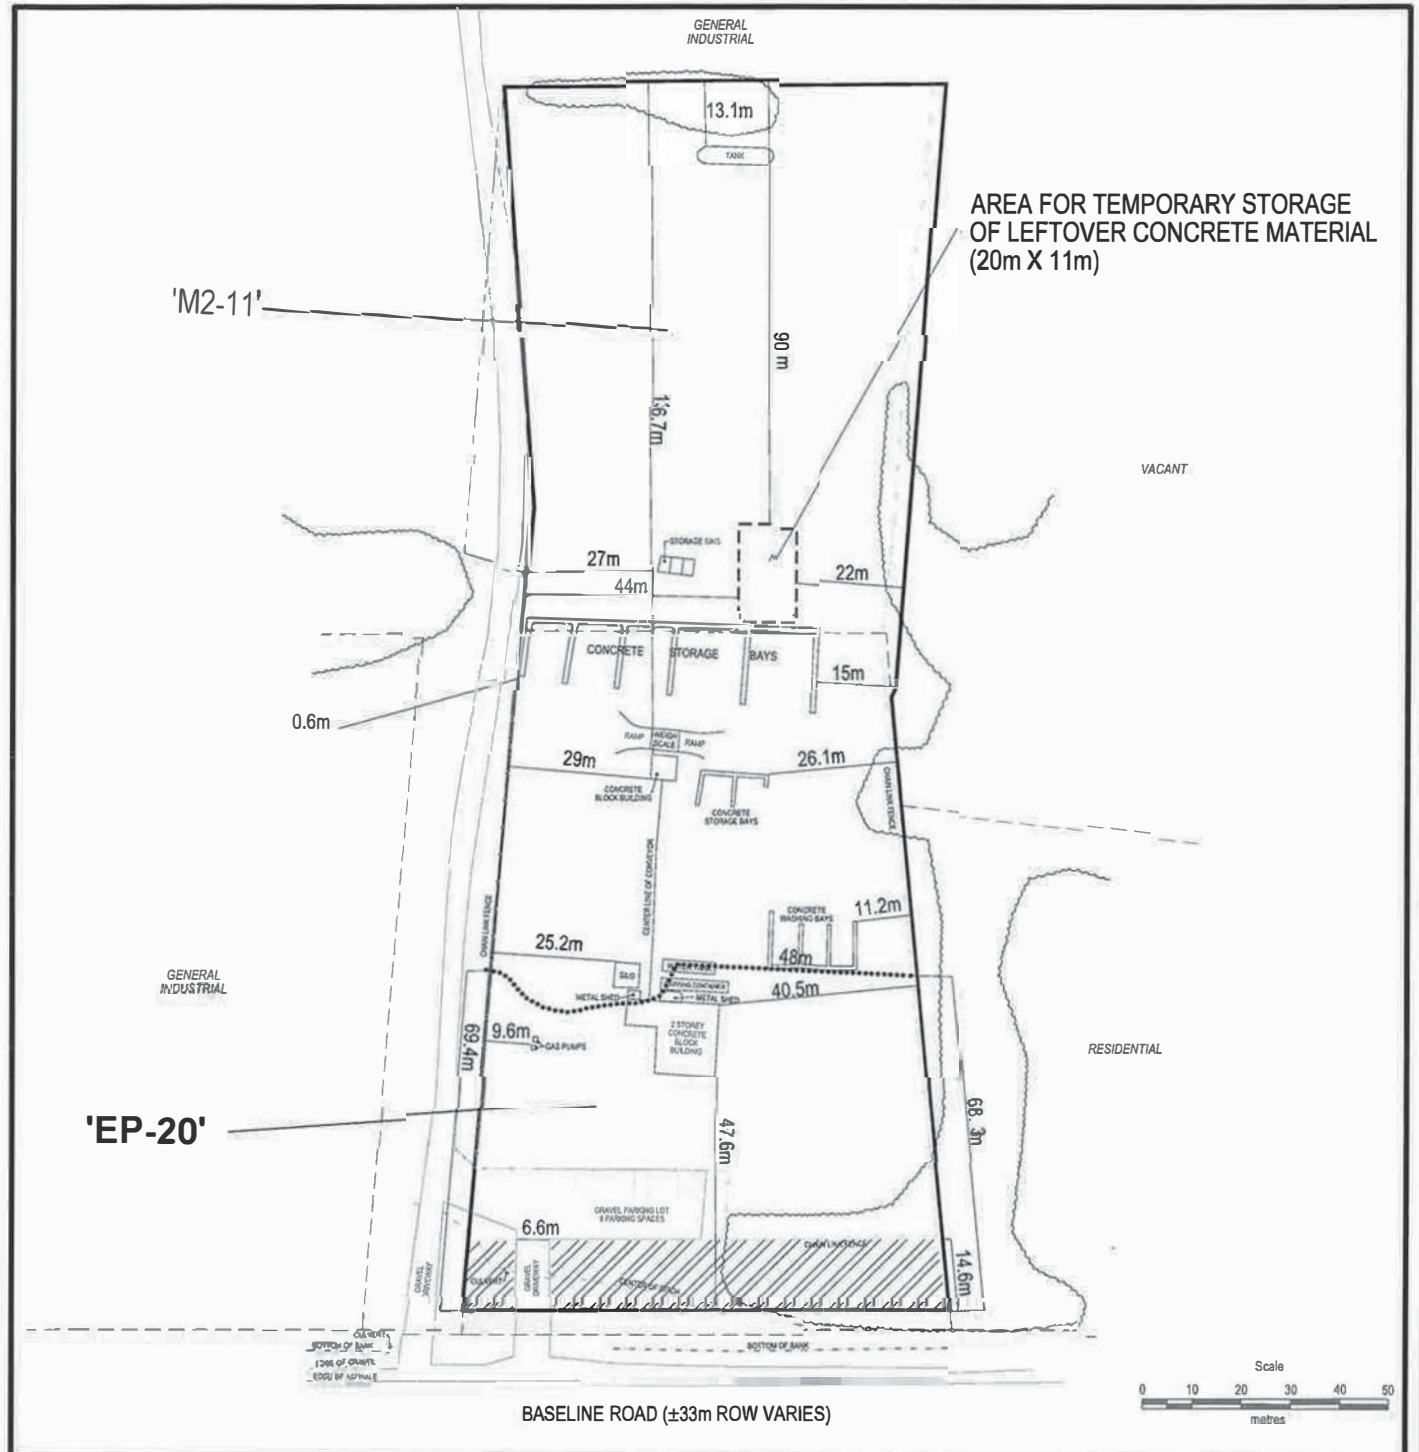 GENERAL
INDUSTRIAL
13.1m
TANK
AREA FOR TEMPORARY STORAGE
OF LEFTOVER CONCRETE MATERIAL
(20m X 11m)
'M2-11'
90 m
VACANT
STORAGE BINS
27m
44m
22m
CONCRETE STORAGE BAYS
15m
0.6m
RAMP
WEIGH
SCALE
RAMP
29m
26.1m
CONCRETE
BLOCK BUILDING
CONCRETE
STORAGE BAYS
CHAIN LINK FENCE
CENTER LINE OF CONVEYOR
CHAIN LINK FENCE
CONCRETE
WASHING BAYS
11.2m
25.2m
48m
SILO
GENERAL
INDUSTRIAL
METAL SHED
METAL SHED
40.5m
2 STOREY
CONCRETE
BLOCK
BUILDING
69.4m
9.6m
GAS PUMPS
RESIDENTIAL
'EP-20'
68.3m
47.6m
GRAVEL PARKING LOT
8 PARKING SPACES
6.6m
CHAIN LINK FENCE
14.6m
GRAVEL
DRIVEWAY
CULVERT
GRAVEL
DRIVEWAY
CENTER OF DITCH
CULVERT
BOTTOM OF BANK
EDGE OF GRAVEL
EDGE OF ASPHALT
BOTTOM OF BANK
BASELINE ROAD (±33m ROW VARIES)
Scale
0 10 20 30 40 50
metres